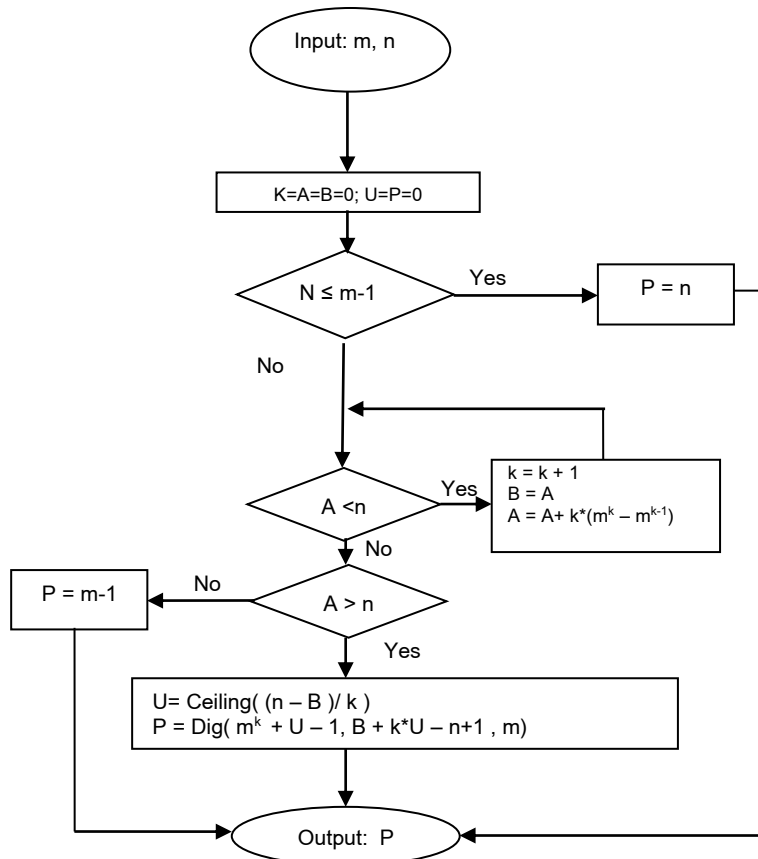 Input: m, n
K=A=B=0; U=P=0
N ≤ m-1
Yes
P = n
No
k = k + 1
B = A
A = A+ k*(mᵏ – mᵏ⁻¹)
A <n
Yes
No
P = m-1
No
A > n
Yes
U= Ceiling( (n – B )/ k )
P = Dig( mᵏ + U – 1, B + k*U – n+1 , m)
Output: P